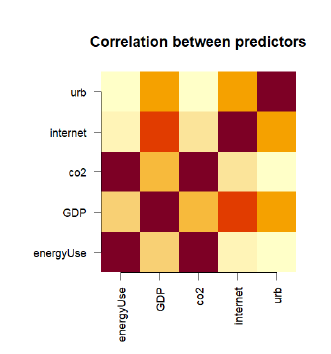 Correlation between predictors
urb
internet
co2
GDP
energyUse
energyUse
GDP
co2
internet
urb